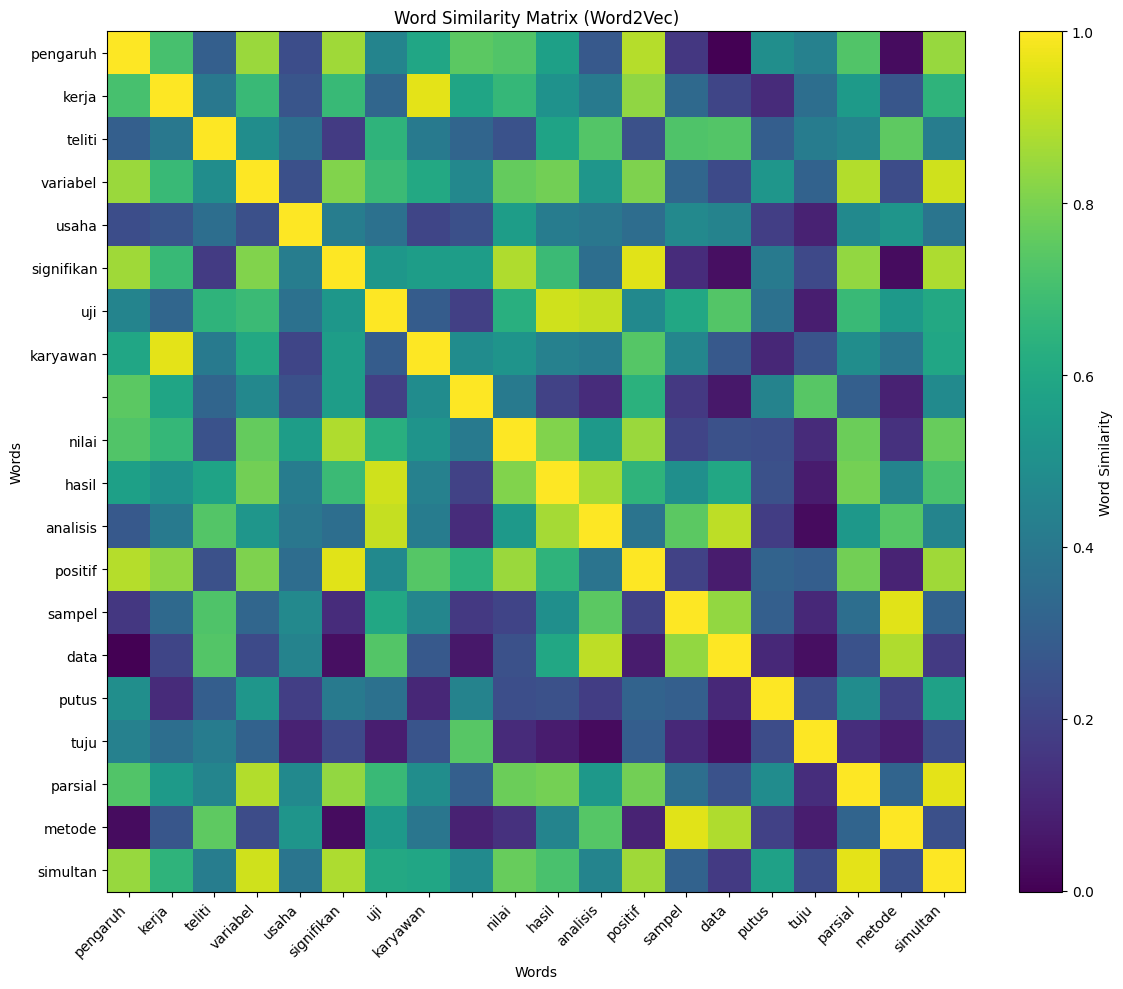 Word Similarity Matrix (Word2Vec)
pengaruh
kerja
teliti
variabel
usaha
signifikan
uji
karyawan
nilai
hasil
analisis
positif
sampel
data
putus
tuju
parsial
metode
simultan
Words
pengaruh
kerja
teliti
variabel
usaha
signifikan
uji
karyawan
nilai
hasil
analisis
positif
sampel
data
putus
tuju
parsial
metode
simultan
Words
1.0
0.8
0.6
0.4
0.2
0.0
Word Similarity